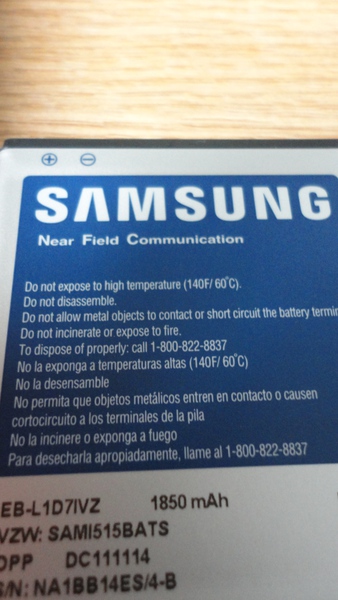 SAMSUNG
Near Field Communication
Do not expose to high temperature (140F/ 60°C).
Do not disassemble.
Do not allow metal objects to contact or short circuit the battery
Do not incinerate or expose to fire.
To dispose of properly: call 1-800-822-8837
No la exponga a temperaturas altas (140F/ 60°C)
No la desensamble
No permita que objetos metálicos entren en contacto o causen
cortocircuito a los terminales de la pila
No la incinere o exponga a fuego
Para desecharla apropiadamente, llame al 1-800-822-8837
EB-L1D7IVZ 1850 mAh
VZW: SAMI515BATS
DPP DC111114
S/N: NA1BB14ES/4-B